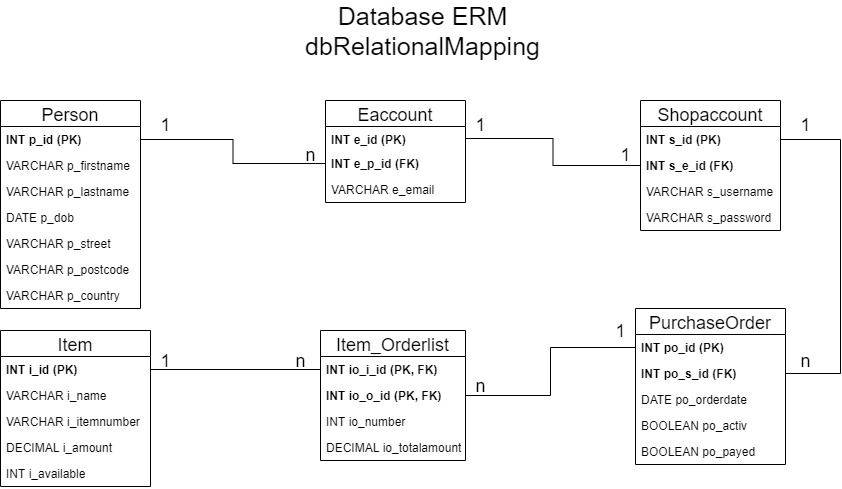 Database ERM
dbRelationalMapping
Person
INT p_id (PK)
VARCHAR p_firstname
VARCHAR p_lastname
DATE p_dob
VARCHAR p_street
VARCHAR p_postcode
VARCHAR p_country
1
n
Eaccount
INT e_id (PK)
INT e_p_id (FK)
VARCHAR e_email
1
1
Shopaccount
INT s_id (PK)
INT s_e_id (FK)
VARCHAR s_username
VARCHAR s_password
1
Item
INT i_id (PK)
VARCHAR i_name
VARCHAR i_itemnumber
DECIMAL i_amount
INT i_available
1
n
Item_Orderlist
INT io_i_id (PK, FK)
INT io_o_id (PK, FK)
INT io_number
DECIMAL io_totalamount
n
1
PurchaseOrder
INT po_id (PK)
INT po_s_id (FK)
DATE po_orderdate
BOOLEAN po_activ
BOOLEAN po_payed
n